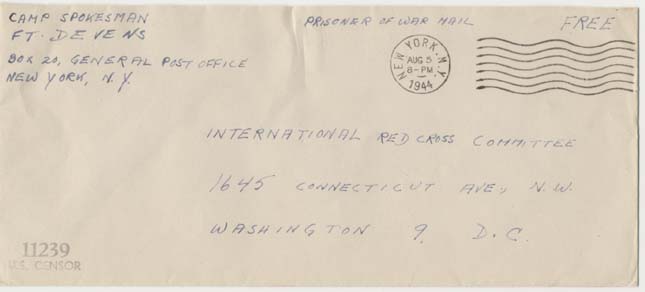 CAMP SPOKESMAN
FT. DEVENS
BOX 20, GENERAL POST OFFICE
NEW YORK, N.Y.
PRISONER OF WAR MAIL
FREE
NEW YORK, N.Y.
AUG 5
8-PM
1944
INTERNATIONAL RED CROSS COMMITTEE
1645 CONNECTICUT AVE., N.W.
WASHINGTON 9, D.C.
11239
U.S. CENSOR